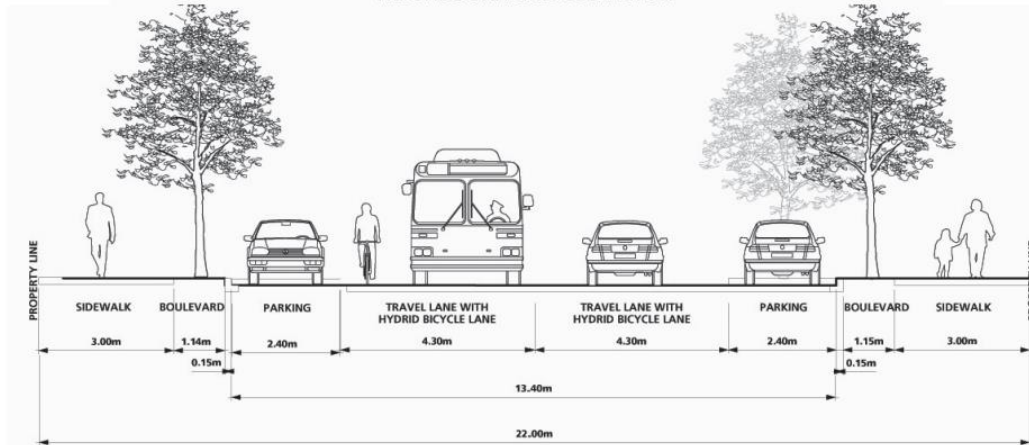 PROPERTY LINE
SIDEWALK
BOULEVARD
PARKING
TRAVEL LANE WITH
HYDRID BICYCLE LANE
TRAVEL LANE WITH
HYDRID BICYCLE LANE
PARKING
BOULEVARD
SIDEWALK
3.00m
1.14m
2.40m
4.30m
4.30m
2.40m
1.15m
3.00m
0.15m
0.15m
13.40m
22.00m